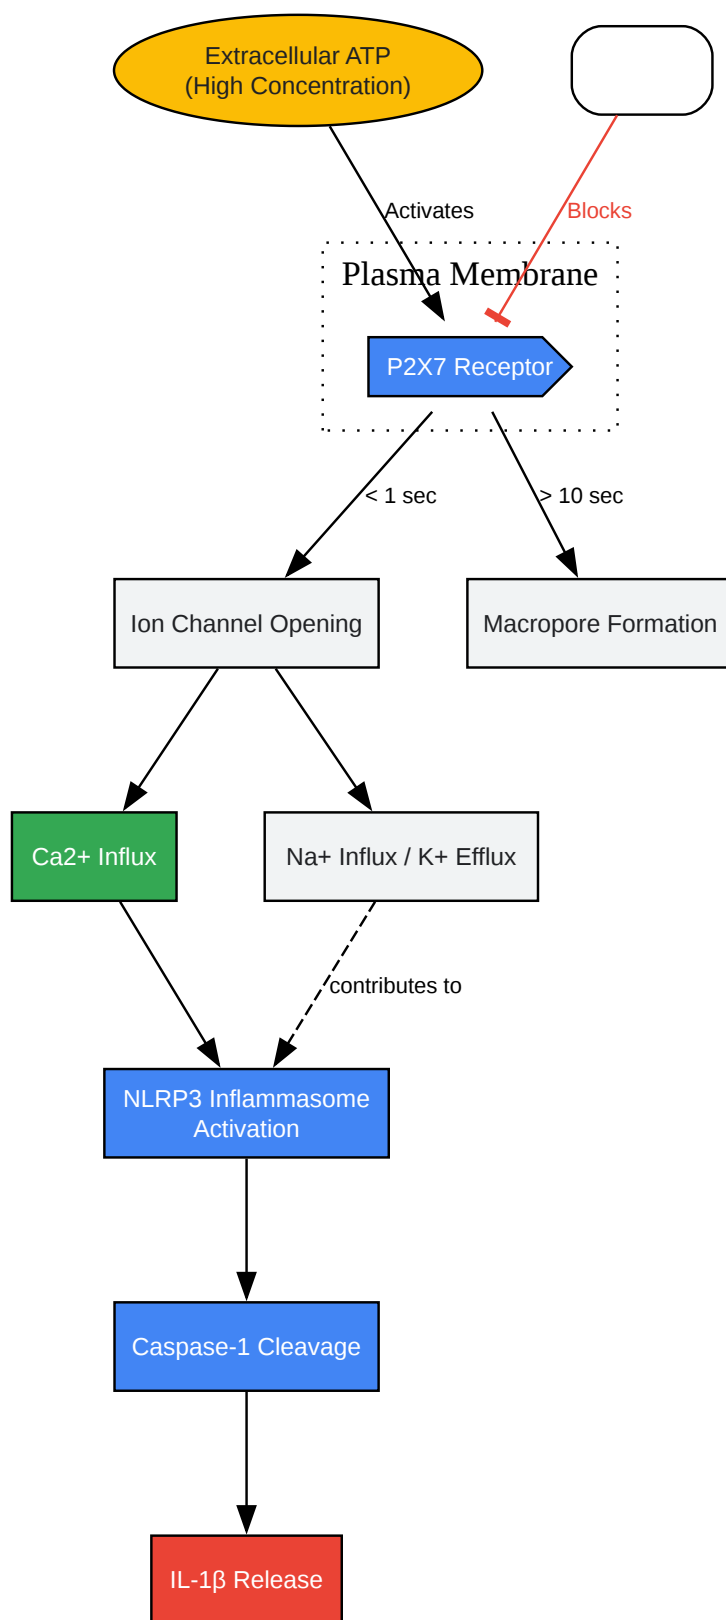 Extracellular ATP
(High Concentration)
Activates
Blocks
Plasma Membrane
P2X7 Receptor
< 1 sec
> 10 sec
Ion Channel Opening
Macropore Formation
Ca2+ Influx
Na+ Influx / K+ Efflux
contributes to
NLRP3 Inflammasome
Activation
Caspase-1 Cleavage
IL-1β Release